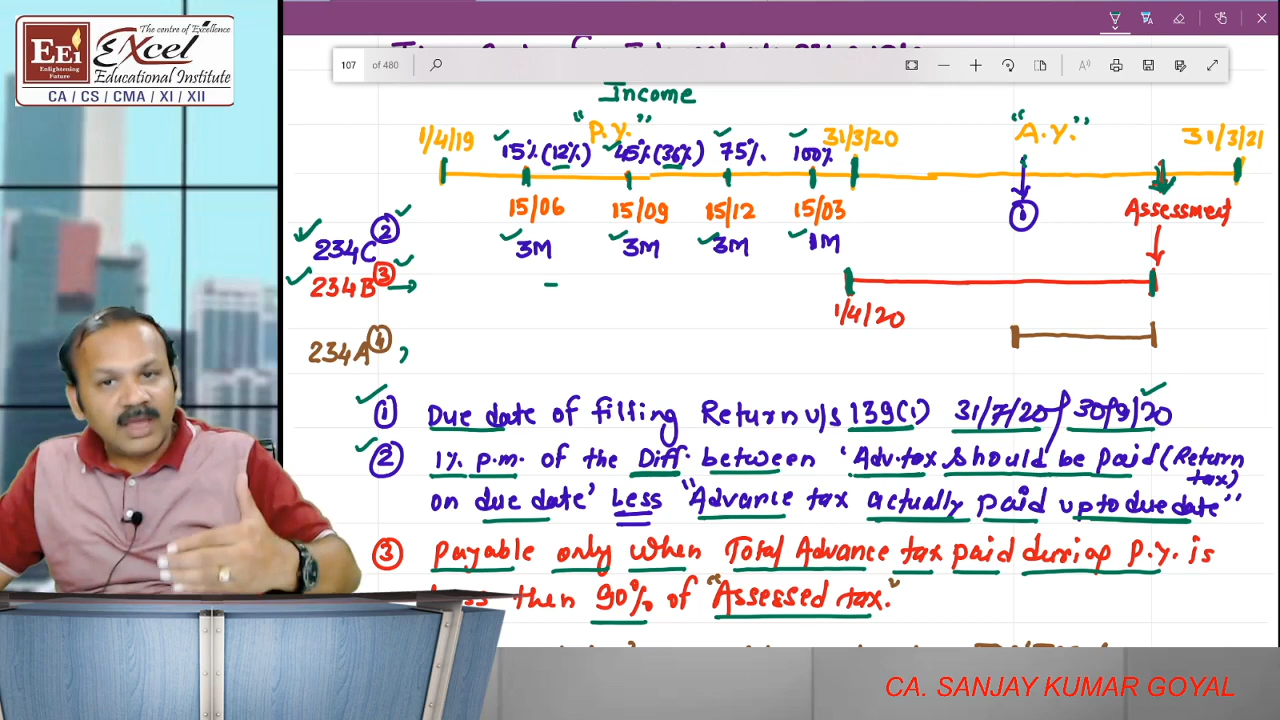 The centre of Excellence
EEi
Enlightening Future
EXCEL
Educational Institute
CA / CS / CMA / XI / XII
107 of 480
Income
"P.Y." "A.Y."
1/4/19 15%(12%) 45%(36%) 75%. 100% 31/3/20 31/3/21
15/06 15/09 15/12 15/03 1 Assessment
234C ② 3M 3M 3M 1M
234B ③ →
1/4/20
234A ④
① Due date of filling Return u/s 139(1) 31/7/20/ 30/9/20
② 1% p.m. of the Diff. between 'Adv.tax should be paid (Return tax)
on due date' Less "Advance tax actually paid upto due date"
③ Payable only when Total Advance tax paid during P.Y. is
then 90% of "Assessed tax."
CA. SANJAY KUMAR GOYAL